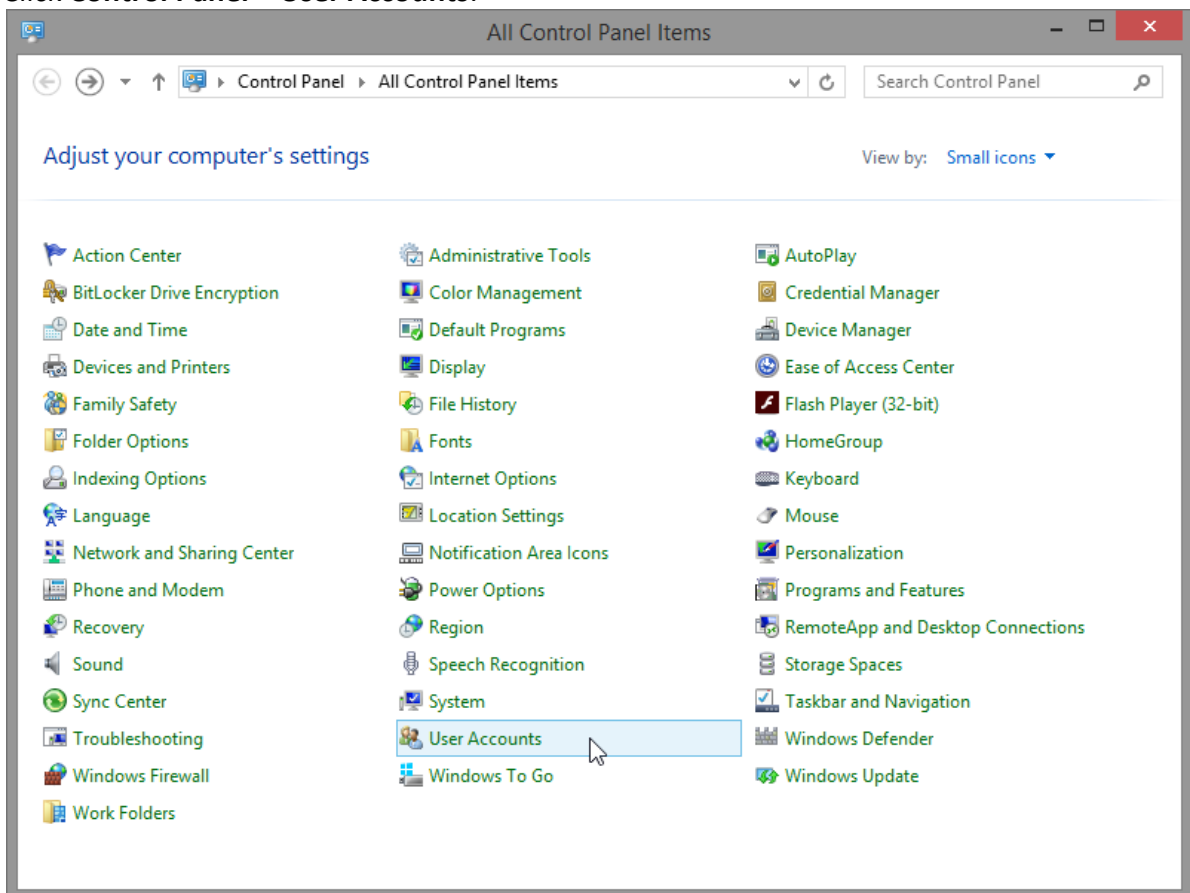 Click Control Panel > User Accounts.
All Control Panel Items
Control Panel All Control Panel Items Search Control Panel
Adjust your computer's settings View by: Small icons
Action Center Administrative Tools AutoPlay
BitLocker Drive Encryption Color Management Credential Manager
Date and Time Default Programs Device Manager
Devices and Printers Display Ease of Access Center
Family Safety File History Flash Player (32-bit)
Folder Options Fonts HomeGroup
Indexing Options Internet Options Keyboard
Language Location Settings Mouse
Network and Sharing Center Notification Area Icons Personalization
Phone and Modem Power Options Programs and Features
Recovery Region RemoteApp and Desktop Connections
Sound Speech Recognition Storage Spaces
Sync Center System Taskbar and Navigation
Troubleshooting User Accounts Windows Defender
Windows Firewall Windows To Go Windows Update
Work Folders